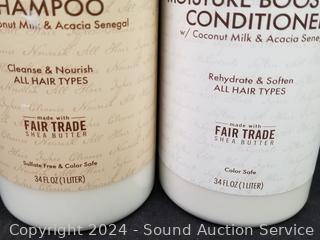 HAMPOO
onut Milk & Acacia Senegal
Cleanse & Nourish
ALL HAIR TYPES
made with
FAIR TRADE
SHEA BUTTER
Sulfate Free & Color Safe
34 FL OZ (1 LITER)
MOISTURE BOOS
CONDITIONE
w/ Coconut Milk & Acacia Sene
Rehydrate & Soften
ALL HAIR TYPES
made with
FAIR TRADE
SHEA BUTTER
Color Safe
34 FL OZ (1 LITER)
Copyright 2024 - Sound Auction Service